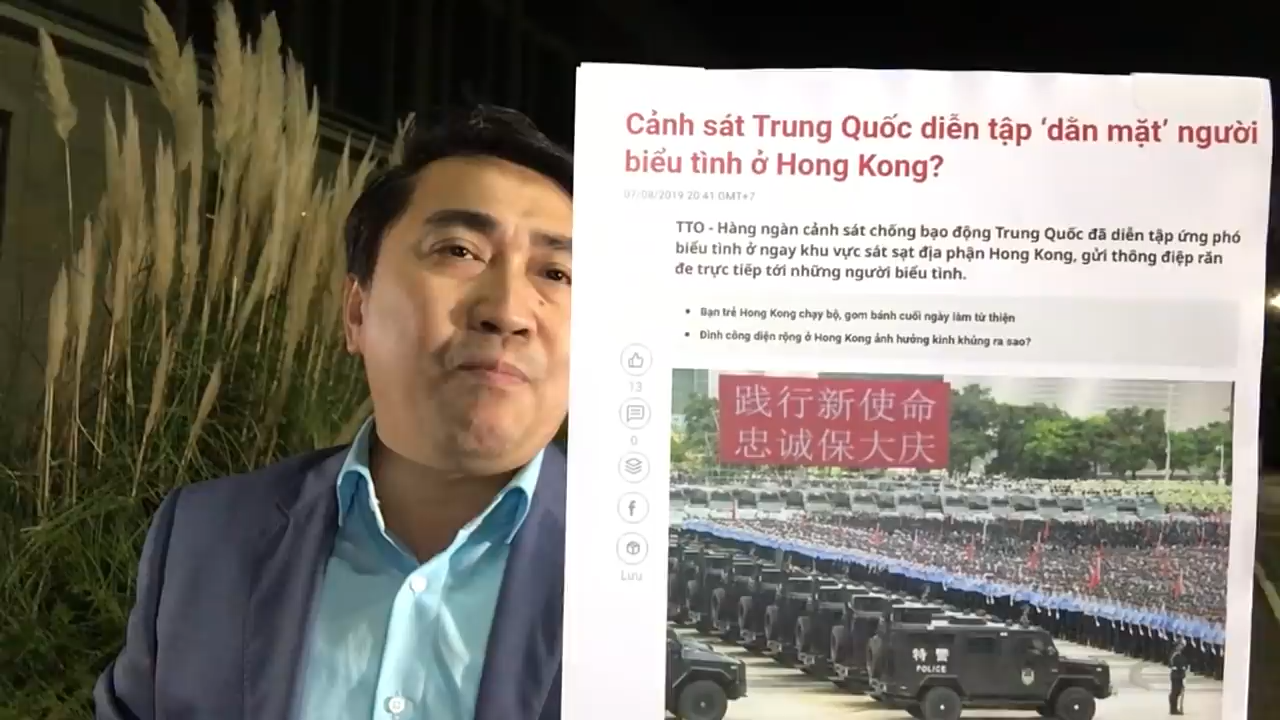 Cảnh sát Trung Quốc diễn tập ‘dằn mặt’ người
biểu tình ở Hong Kong?
07/08/2019 20:41 GMT+7
TTO - Hàng ngàn cảnh sát chống bạo động Trung Quốc đã diễn tập ứng phó
biểu tình ở ngay khu vực sát sạt địa phận Hong Kong, gửi thông điệp răn
đe trực tiếp tới những người biểu tình.
Bạn trẻ Hong Kong chạy bộ, gom bánh cuối ngày làm từ thiện
Đình công diện rộng ở Hong Kong ảnh hưởng kinh khủng ra sao?
13
0
f
Lưu
践行新使命
忠诚保大庆
特警
POLICE